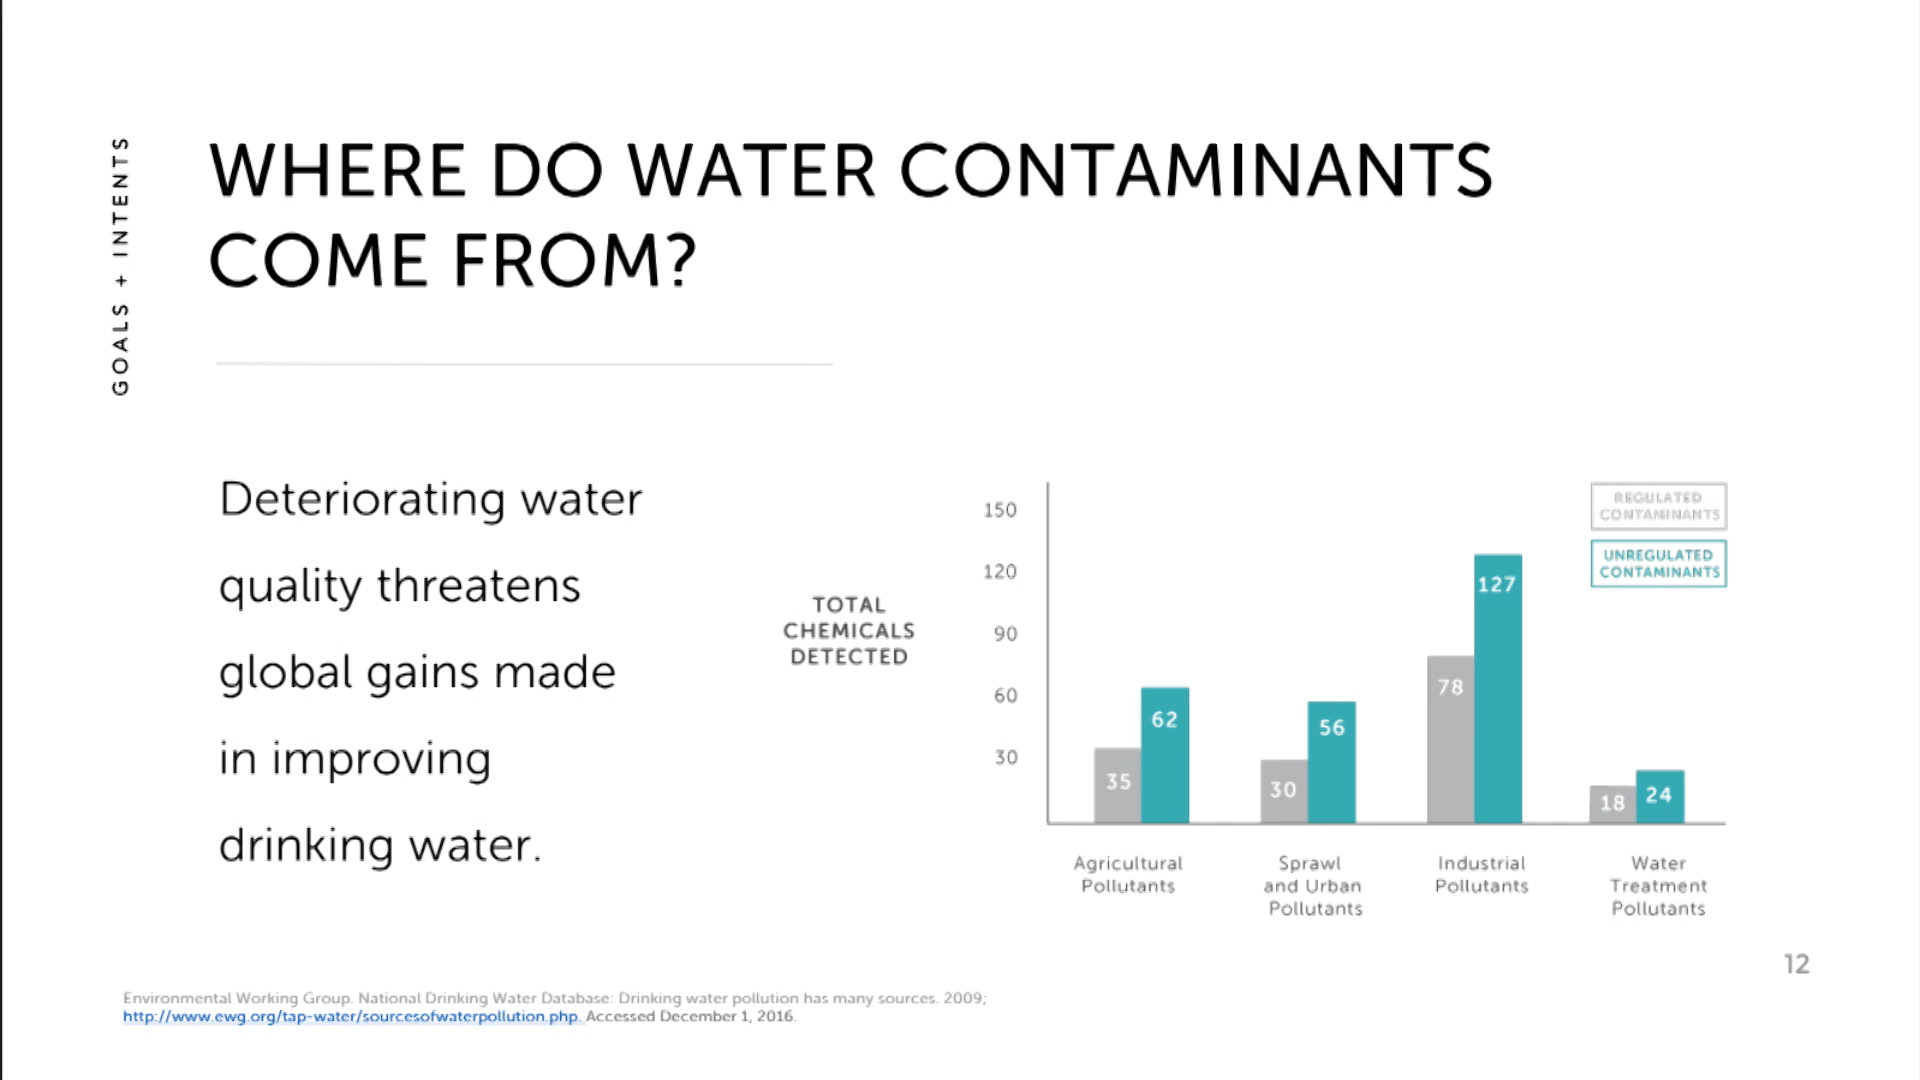 GOALS + INTENTS
WHERE DO WATER CONTAMINANTS
COME FROM?
Deteriorating water
quality threatens
global gains made
in improving
drinking water.
TOTAL
CHEMICALS
DETECTED
150
120
90
60
30
35
62
30
56
78
127
18
24
REGULATED
CONTAMINANTS
UNREGULATED
CONTAMINANTS
Agricultural
Pollutants
Sprawl
and Urban
Pollutants
Industrial
Pollutants
Water
Treatment
Pollutants
12
Environmental Working Group. National Drinking Water Database: Drinking water pollution has many sources. 2009;
http://www.ewg.org/tap-water/sourcesofwaterpollution.php. Accessed December 1, 2016.